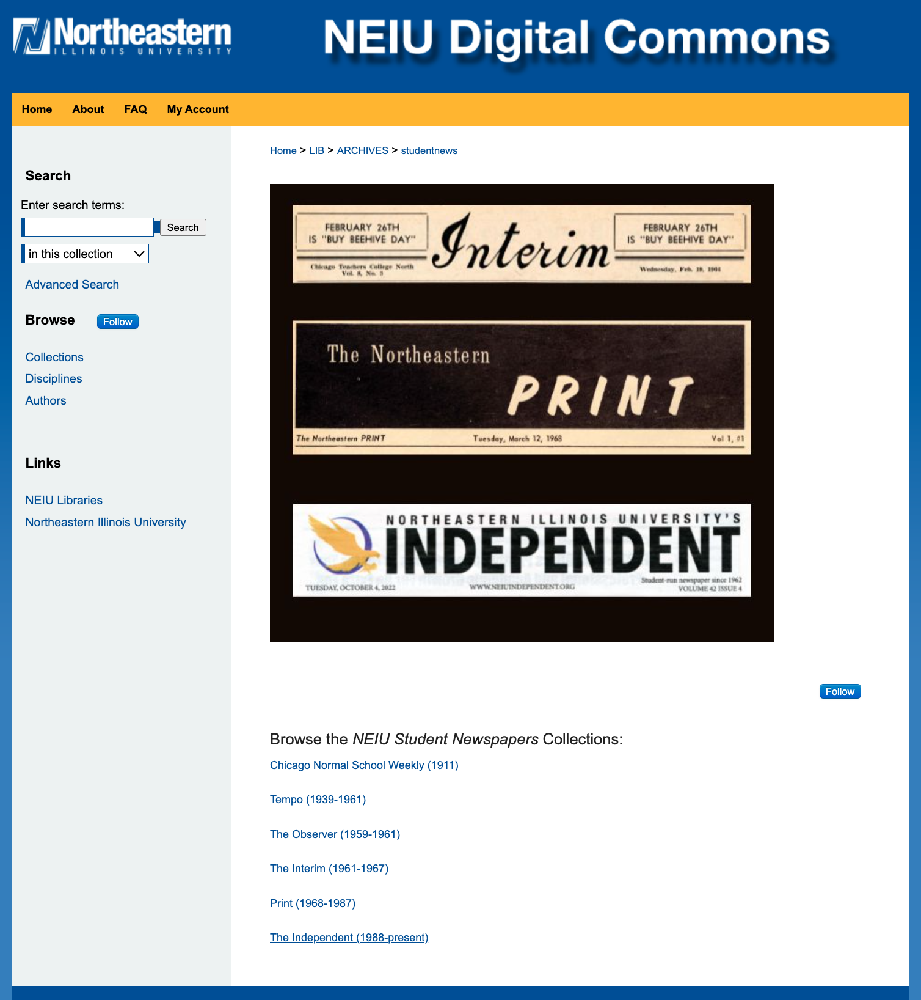 Northeastern
ILLINOIS UNIVERSITY
NEIU Digital Commons
Home About FAQ My Account
Home > LIB > ARCHIVES > studentnews
Search
Enter search terms:
Search
in this collection
Advanced Search
Browse Follow
Collections
Disciplines
Authors
Links
NEIU Libraries
Northeastern Illinois University
FEBRUARY 26TH
IS "BUY BEEHIVE DAY"
Interim
FEBRUARY 26TH
IS "BUY BEEHIVE DAY"
Chicago Teachers College North
Vol. 8, No. 3
Wednesday, Feb. 19, 1964
The Northeastern
PRINT
The Northeastern PRINT Tuesday, March 12, 1968 Vol 1, #1
NORTHEASTERN ILLINOIS UNIVERSITY'S
INDEPENDENT
Student-run newspaper since 1962
TUESDAY, OCTOBER 4, 2022 WWW.NEIUINDEPENDENT.ORG VOLUME 42 ISSUE 4
Follow
Browse the NEIU Student Newspapers Collections:
Chicago Normal School Weekly (1911)
Tempo (1939-1961)
The Observer (1959-1961)
The Interim (1961-1967)
Print (1968-1987)
The Independent (1988-present)